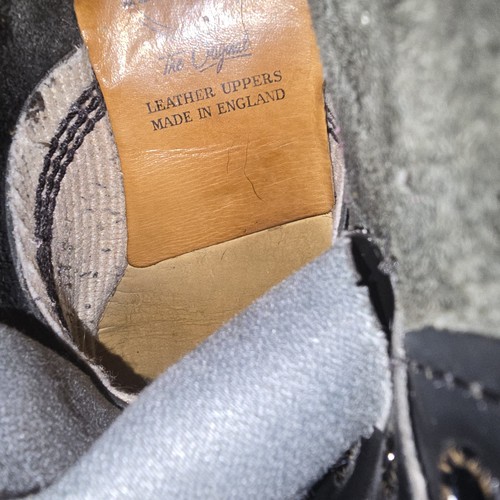 The Original
LEATHER UPPERS
MADE IN ENGLAND